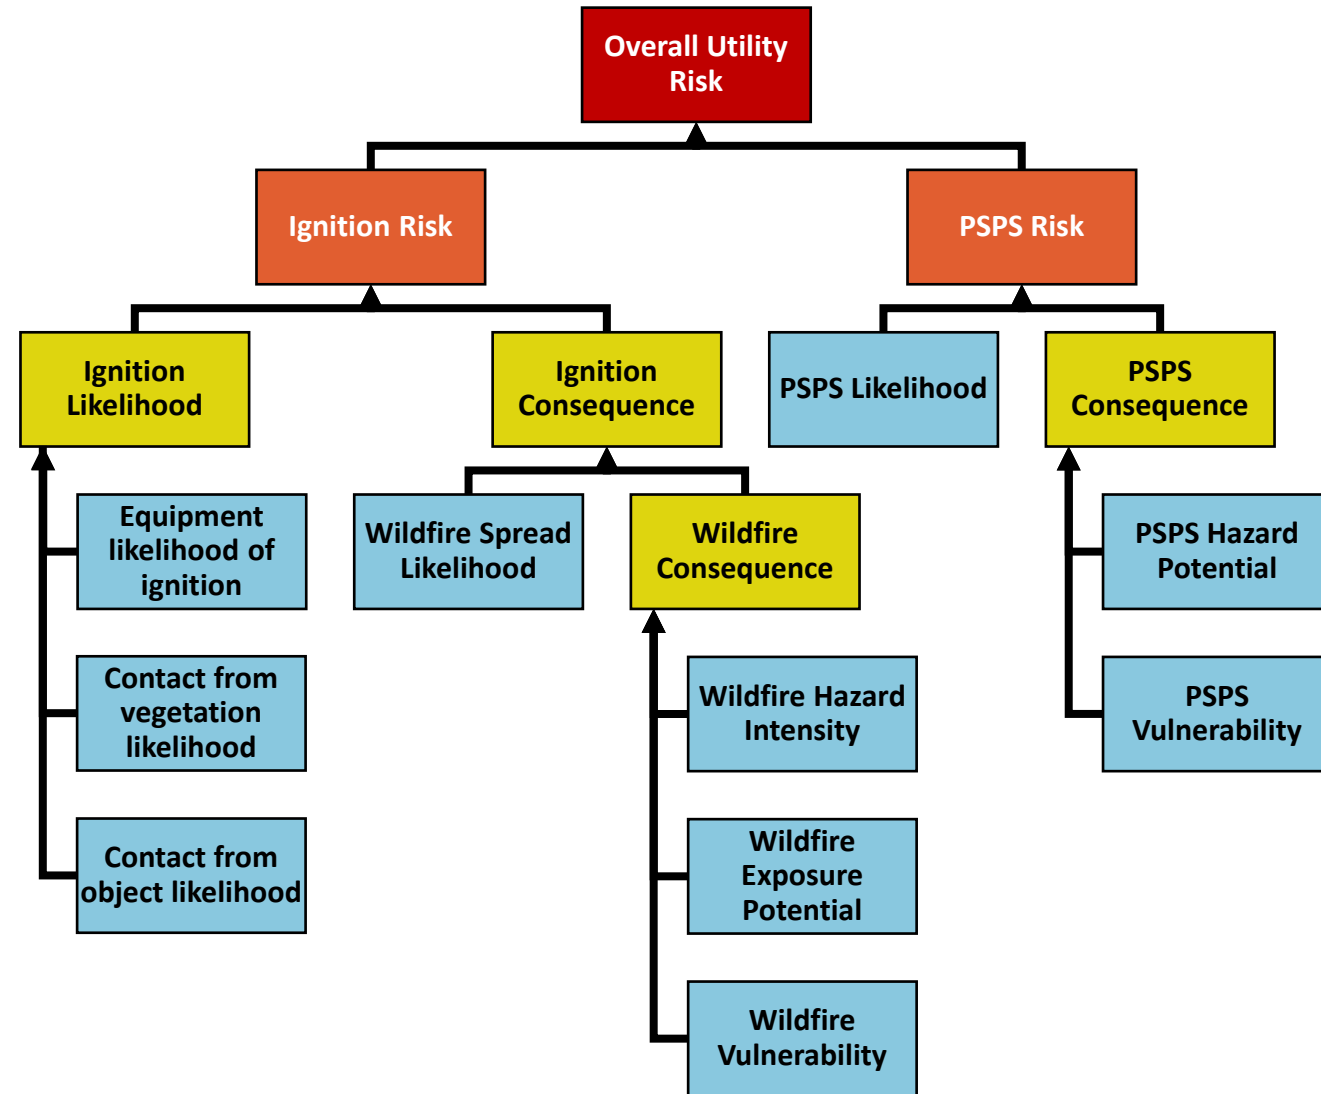 Overall Utility
Risk
Ignition Risk
PSPS Risk
Ignition
Likelihood
Ignition
Consequence
PSPS Likelihood
PSPS
Consequence
Equipment
likelihood of
ignition
Wildfire Spread
Likelihood
Wildfire
Consequence
PSPS Hazard
Potential
Contact from
vegetation
likelihood
Wildfire Hazard
Intensity
PSPS
Vulnerability
Contact from
object likelihood
Wildfire
Exposure
Potential
Wildfire
Vulnerability